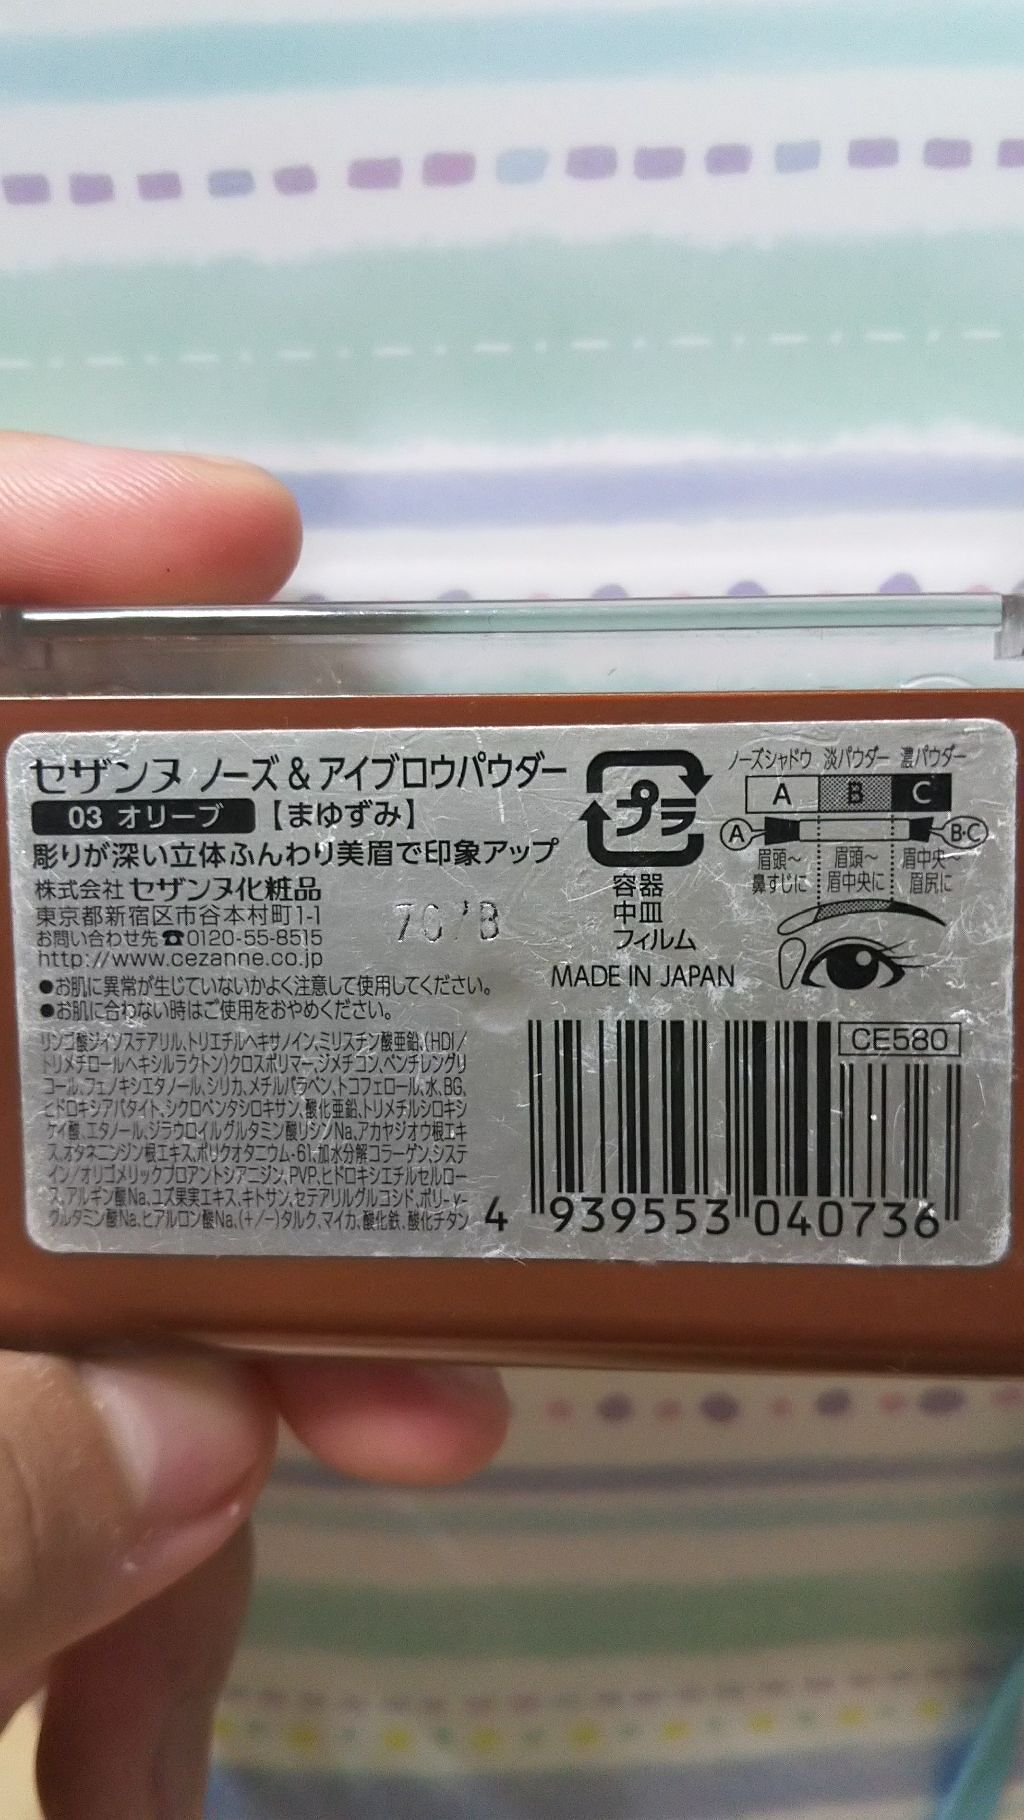 セザンヌ ノーズ&アイブロウパウダー
03 オリーブ 【まゆずみ】
彫りが深い立体ふんわり美眉で印象アップ
株式会社 セザンヌ化粧品
東京都新宿区市谷本村町1-1
お問い合わせ先☎0120-55-8515
http://www.cezanne.co.jp
●お肌に異常が生じていないかよく注意して使用してください。
●お肌に合わない時はご使用をおやめください。
リンゴ酸ジイソステアリル、トリエチルヘキサノイン、ミリスチン酸亜鉛、(HDI/
トリメチロールヘキシルラクトン)クロスポリマー、ジメチコン、ペンチレングリ
コール、フェノキシエタノール、シリカ、メチルパラベン、トコフェロール、水、BG、
ヒドロキシアパタイト、シクロペンタシロキサン、酸化亜鉛、トリメチルシロキシ
ケイ酸、エタノール、ジラウロイルグルタミン酸リシンNa、アカヤジオウ根エキ
ス、オタネニンジン根エキス、ポリクオタニウム-61、加水分解コラーゲン、システ
イン/オリゴメリックプロアントシアニジン、PVP、ヒドロキシエチルセルロー
ス、アルギン酸Na、ユズ果実エキス、キトサン、セテアリルグルコシド、ポリ-γ-
グルタミン酸Na、ヒアルロン酸Na、(+/-)タルク、マイカ、酸化鉄、酸化チタン
プラ
容器
中皿
フィルム
MADE IN JAPAN
ノーズシャドウ 淡パウダー 濃パウダー
A B C
A B・C
眉頭～ 眉頭～ 眉中央～
鼻すじに 眉中央に 眉尻に
CE580
4 939553 040736